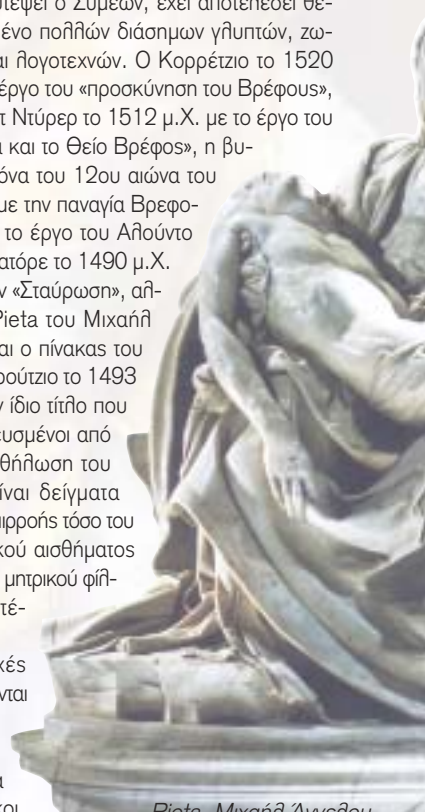 τέψει ο Συμεών, έχει αποτελέσει θέ-
ένο πολλών διάσημων γλυπτών, ζω-
αι λογοτεχνών. Ο Κορρέτζιο το 1520
έργο του «προσκύνηση του Βρέφους»,
τ Ντύρερ το 1512 μ.Χ. με το έργο του
α και το Θείο Βρέφος», η βυ-
όνα του 12ου αιώνα του
με την παναγία Βρεφο-
το έργο του Αλούντο
ατόρε το 1490 μ.Χ.
ν «Σταύρωση», αλ-
Pieta του Μιχαήλ
αι ο πίνακας του
ρούτζιο το 1493
ν ίδιο τίτλο που
ευσμένοι από
θήλωση του
ίναι δείγματα
ιρροής τόσο του
κού αισθήματος
μητρικού φίλ-
τέ-
κές
νται
α
κοι
Pieta, Μιχαήλ Άγγελου